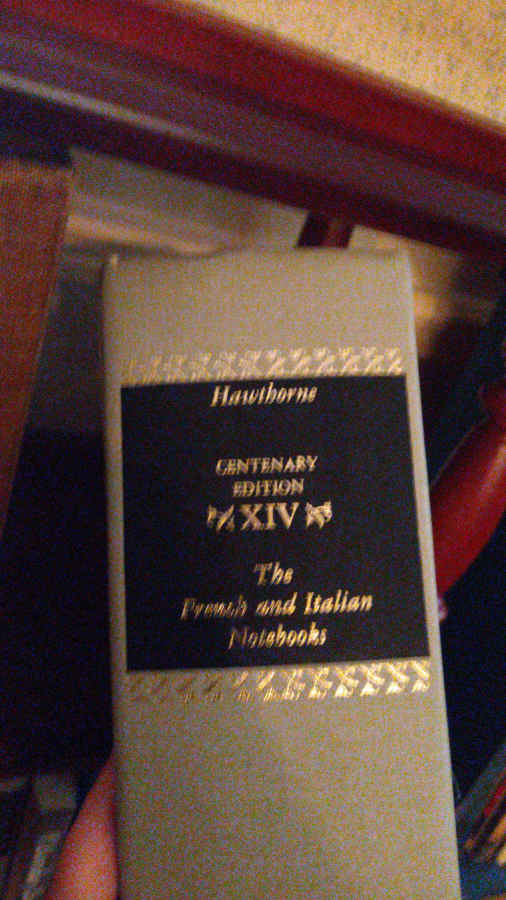 Hawthorne
CENTENARY
EDITION
XIV
The
French and Italian
Notebooks